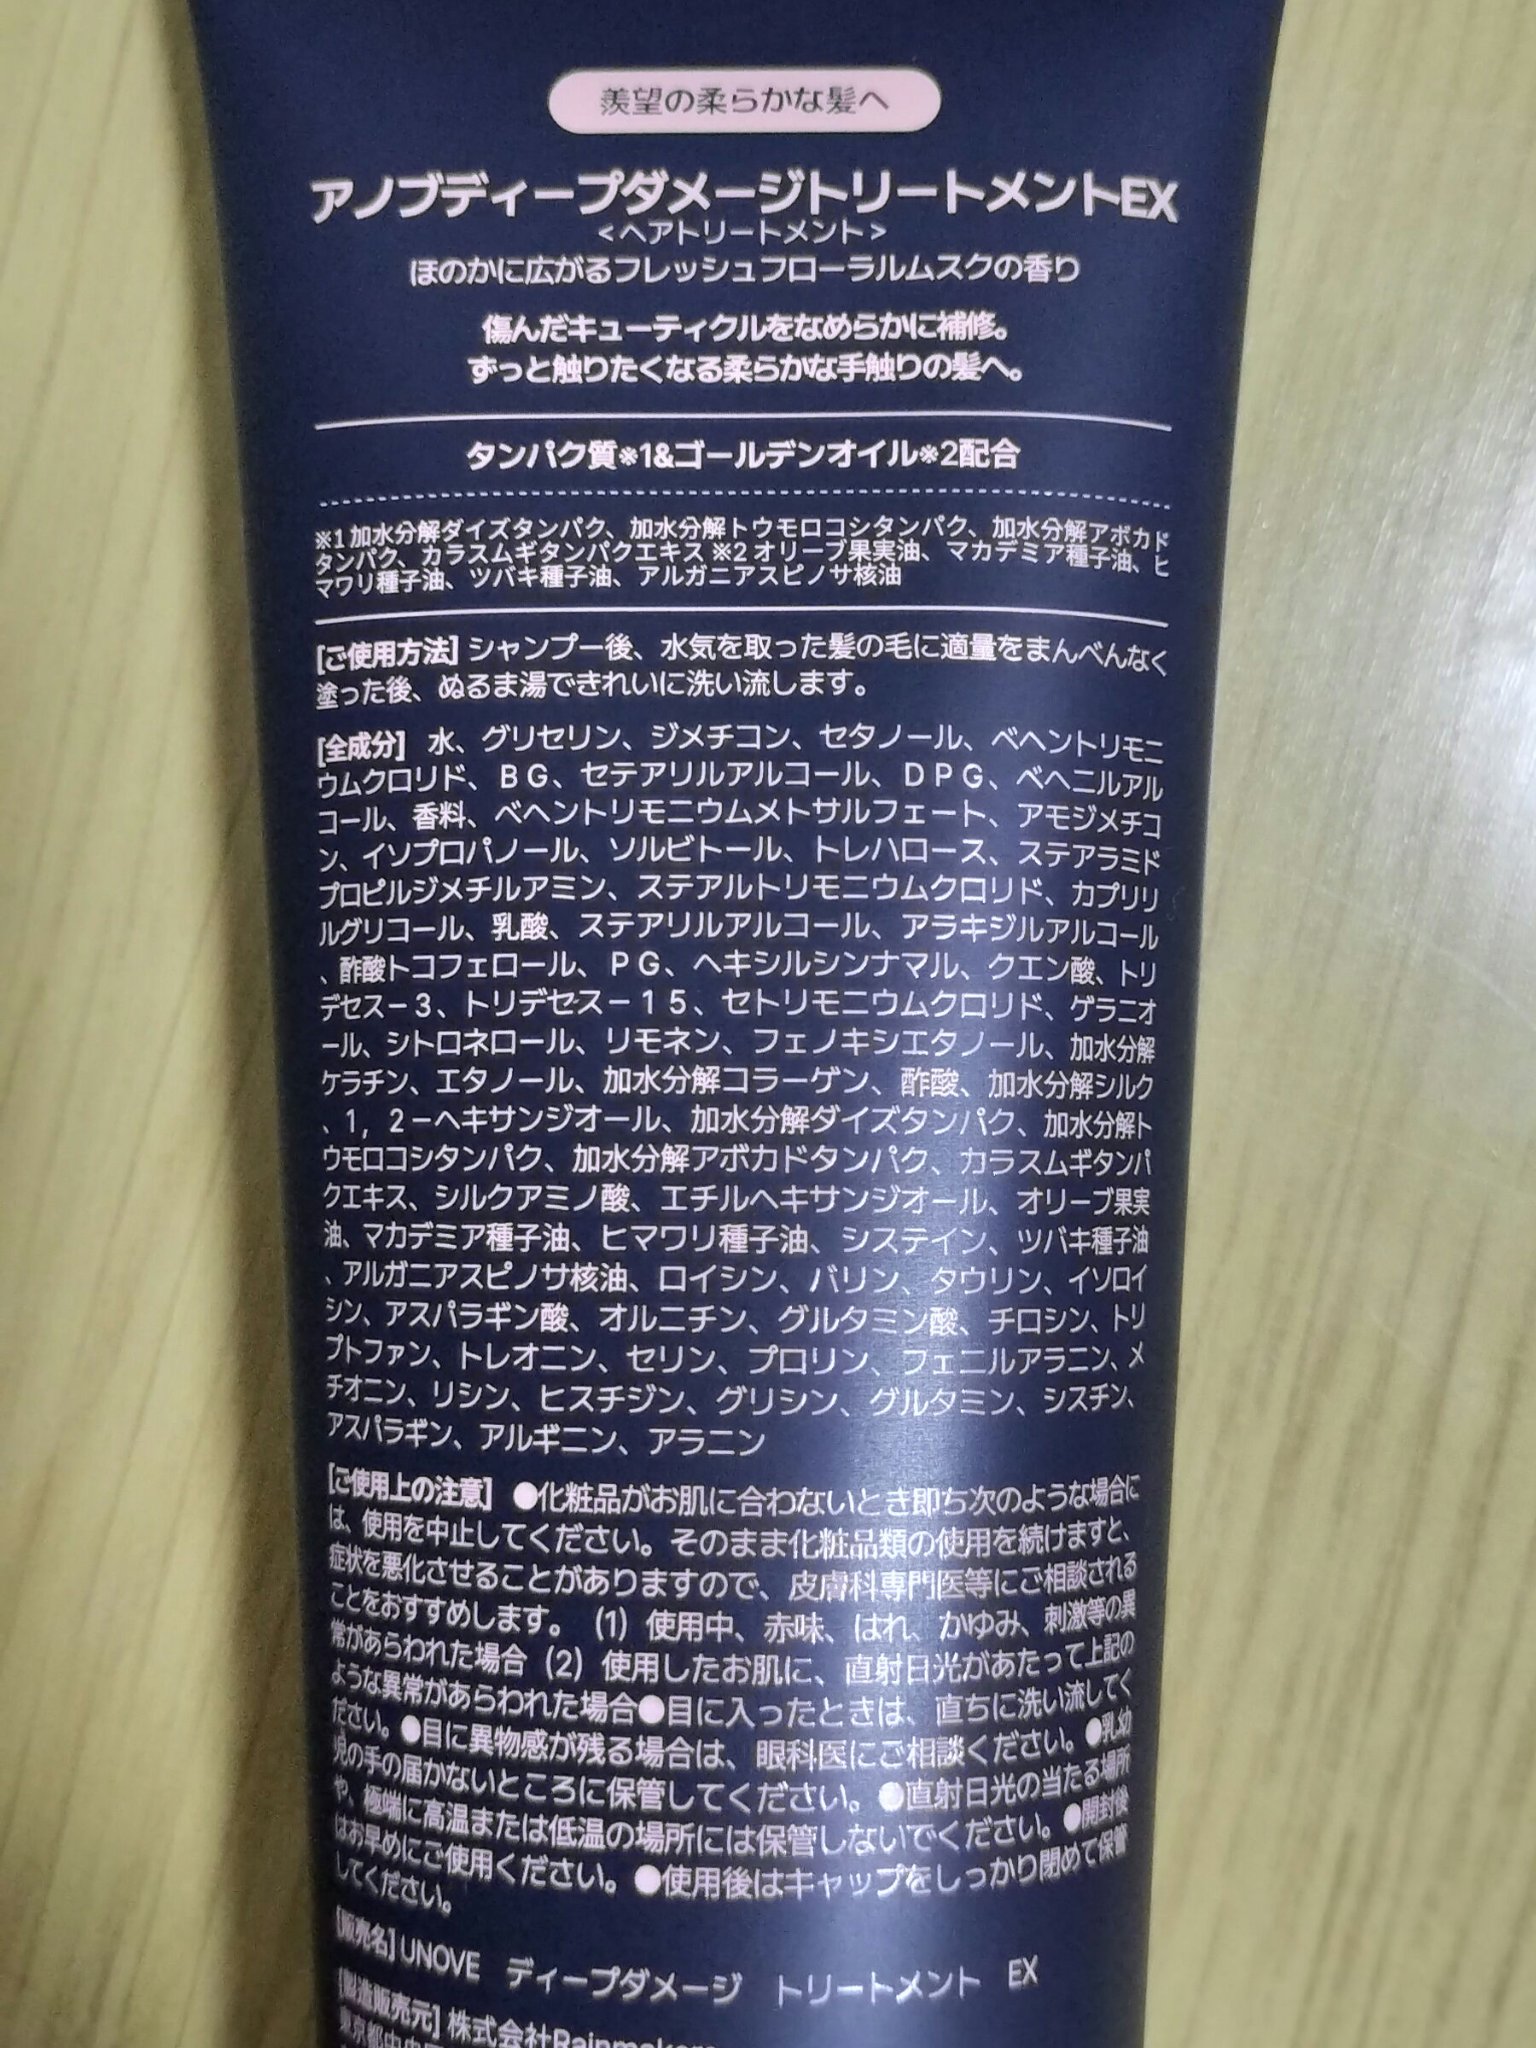 羨望の柔らかな髪へ
アノブディープダメージトリートメントEX
<ヘアトリートメント>
ほのかに広がるフレッシュフローラルムスクの香り
傷んだキューティクルをなめらかに補修。
ずっと触りたくなる柔らかな手触りの髪へ。
タンパク質※1&ゴールデンオイル※2配合
※1 加水分解ダイズタンパク、加水分解トウモロコシタンパク、加水分解アボカド
タンパク、カラスムギタンパクエキス ※2 オリーブ果実油、マカデミア種子油、ヒ
マワリ種子油、ツバキ種子油、アルガニアスピノサ核油
[ご使用方法] シャンプー後、水気を取った髪の毛に適量をまんべんなく
塗った後、ぬるま湯できれいに洗い流します。
[全成分] 水、グリセリン、ジメチコン、セタノール、ベヘントリモニ
ウムクロリド、BG、セテアリルアルコール、DPG、ベヘニルアル
コール、香料、ベヘントリモニウムメトサルフェート、アモジメチコ
ン、イソプロパノール、ソルビトール、トレハロース、ステアラミド
プロピルジメチルアミン、ステアルトリモニウムクロリド、カプリリ
ルグリコール、乳酸、ステアリルアルコール、アラキジルアルコール
、酢酸トコフェロール、PG、ヘキシルシンナマル、クエン酸、トリ
デセス－3、トリデセス－15、セトリモニウムクロリド、ゲラニオ
ール、シトロネロール、リモネン、フェノキシエタノール、加水分解
ケラチン、エタノール、加水分解コラーゲン、酢酸、加水分解シルク
、1，2－ヘキサンジオール、加水分解ダイズタンパク、加水分解ト
ウモロコシタンパク、加水分解アボカドタンパク、カラスムギタンパ
クエキス、シルクアミノ酸、エチルヘキサンジオール、オリーブ果実
油、マカデミア種子油、ヒマワリ種子油、システイン、ツバキ種子油
、アルガニアスピノサ核油、ロイシン、バリン、タウリン、イソロイ
シン、アスパラギン酸、オルニチン、グルタミン酸、チロシン、トリ
プトファン、トレオニン、セリン、プロリン、フェニルアラニン、メ
チオニン、リシン、ヒスチジン、グリシン、グルタミン、シスチン、
アスパラギン、アルギニン、アラニン
[ご使用上の注意] ●化粧品がお肌に合わないとき即ち次のような場合に
は、使用を中止してください。そのまま化粧品類の使用を続けますと、
症状を悪化させることがありますので、皮膚科専門医等にご相談される
ことをおすすめします。 (1) 使用中、赤味、はれ、かゆみ、刺激等の異
常があらわれた場合 (2) 使用したお肌に、直射日光があたって上記の
ような異常があらわれた場合●目に入ったときは、直ちに洗い流してく
ださい。●目に異物感が残る場合は、眼科医にご相談ください。●乳幼
児の手の届かないところに保管してください。●直射日光の当たる場所
や、極端に高温または低温の場所には保管しないでください。●開封後
はお早めにご使用ください。●使用後はキャップをしっかり閉めて保管
してください。
[販売名] UNOVE ディープダメージ トリートメント EX
[製造販売元] 株式会社Rainmakers
東京都中央区